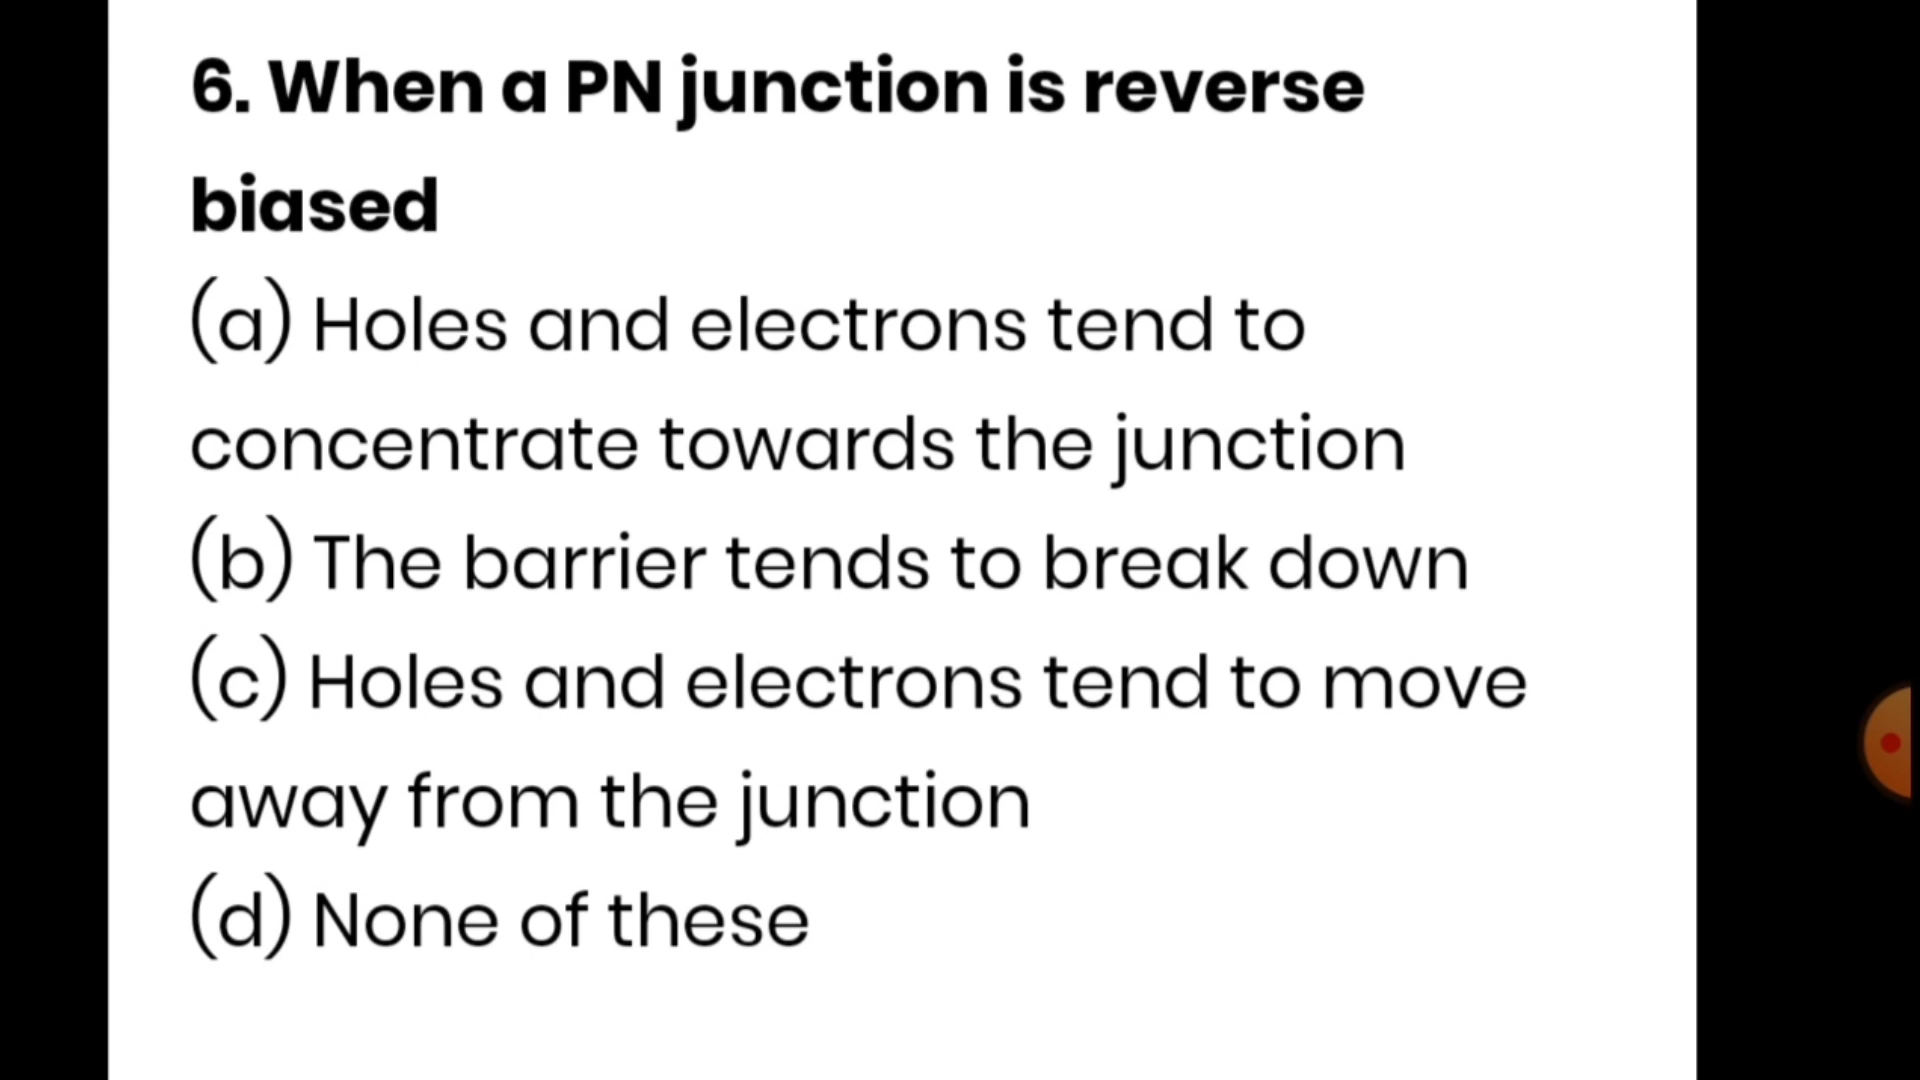 6. When a PN junction is reverse
biased
(a) Holes and electrons tend to
concentrate towards the junction
(b) The barrier tends to break down
(c) Holes and electrons tend to move
away from the junction
(d) None of these